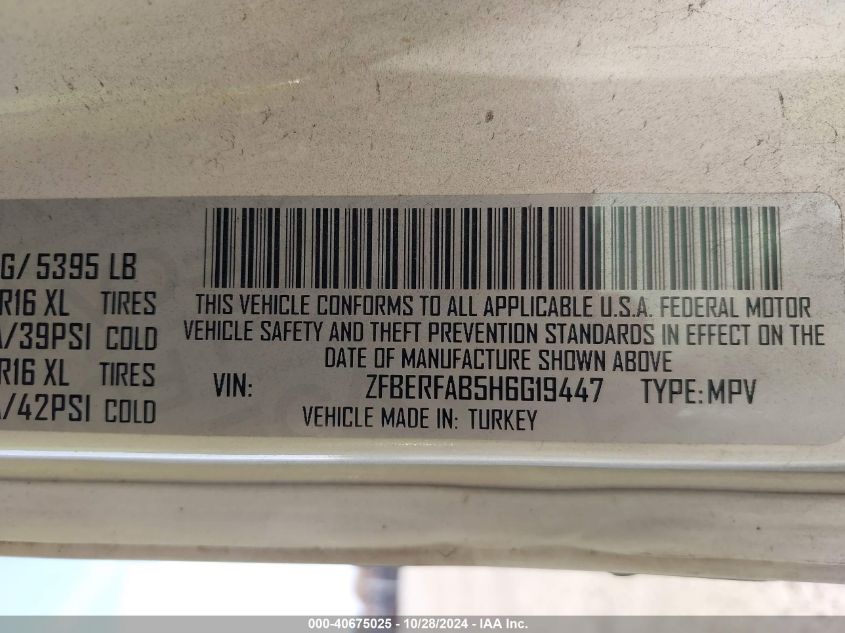 G/ 5395 LB
R16 XL TIRES
A/39PSI COLD
R16 XL TIRES
A/42PSI COLD
THIS VEHICLE CONFORMS TO ALL APPLICABLE U.S.A. FEDERAL MOTOR
VEHICLE SAFETY AND THEFT PREVENTION STANDARDS IN EFFECT ON THE
DATE OF MANUFACTURE SHOWN ABOVE
VIN: ZFBERFAB5H6G19447 TYPE: MPV
VEHICLE MADE IN: TURKEY
000-40675025 - 10/28/2024 - IAA Inc.